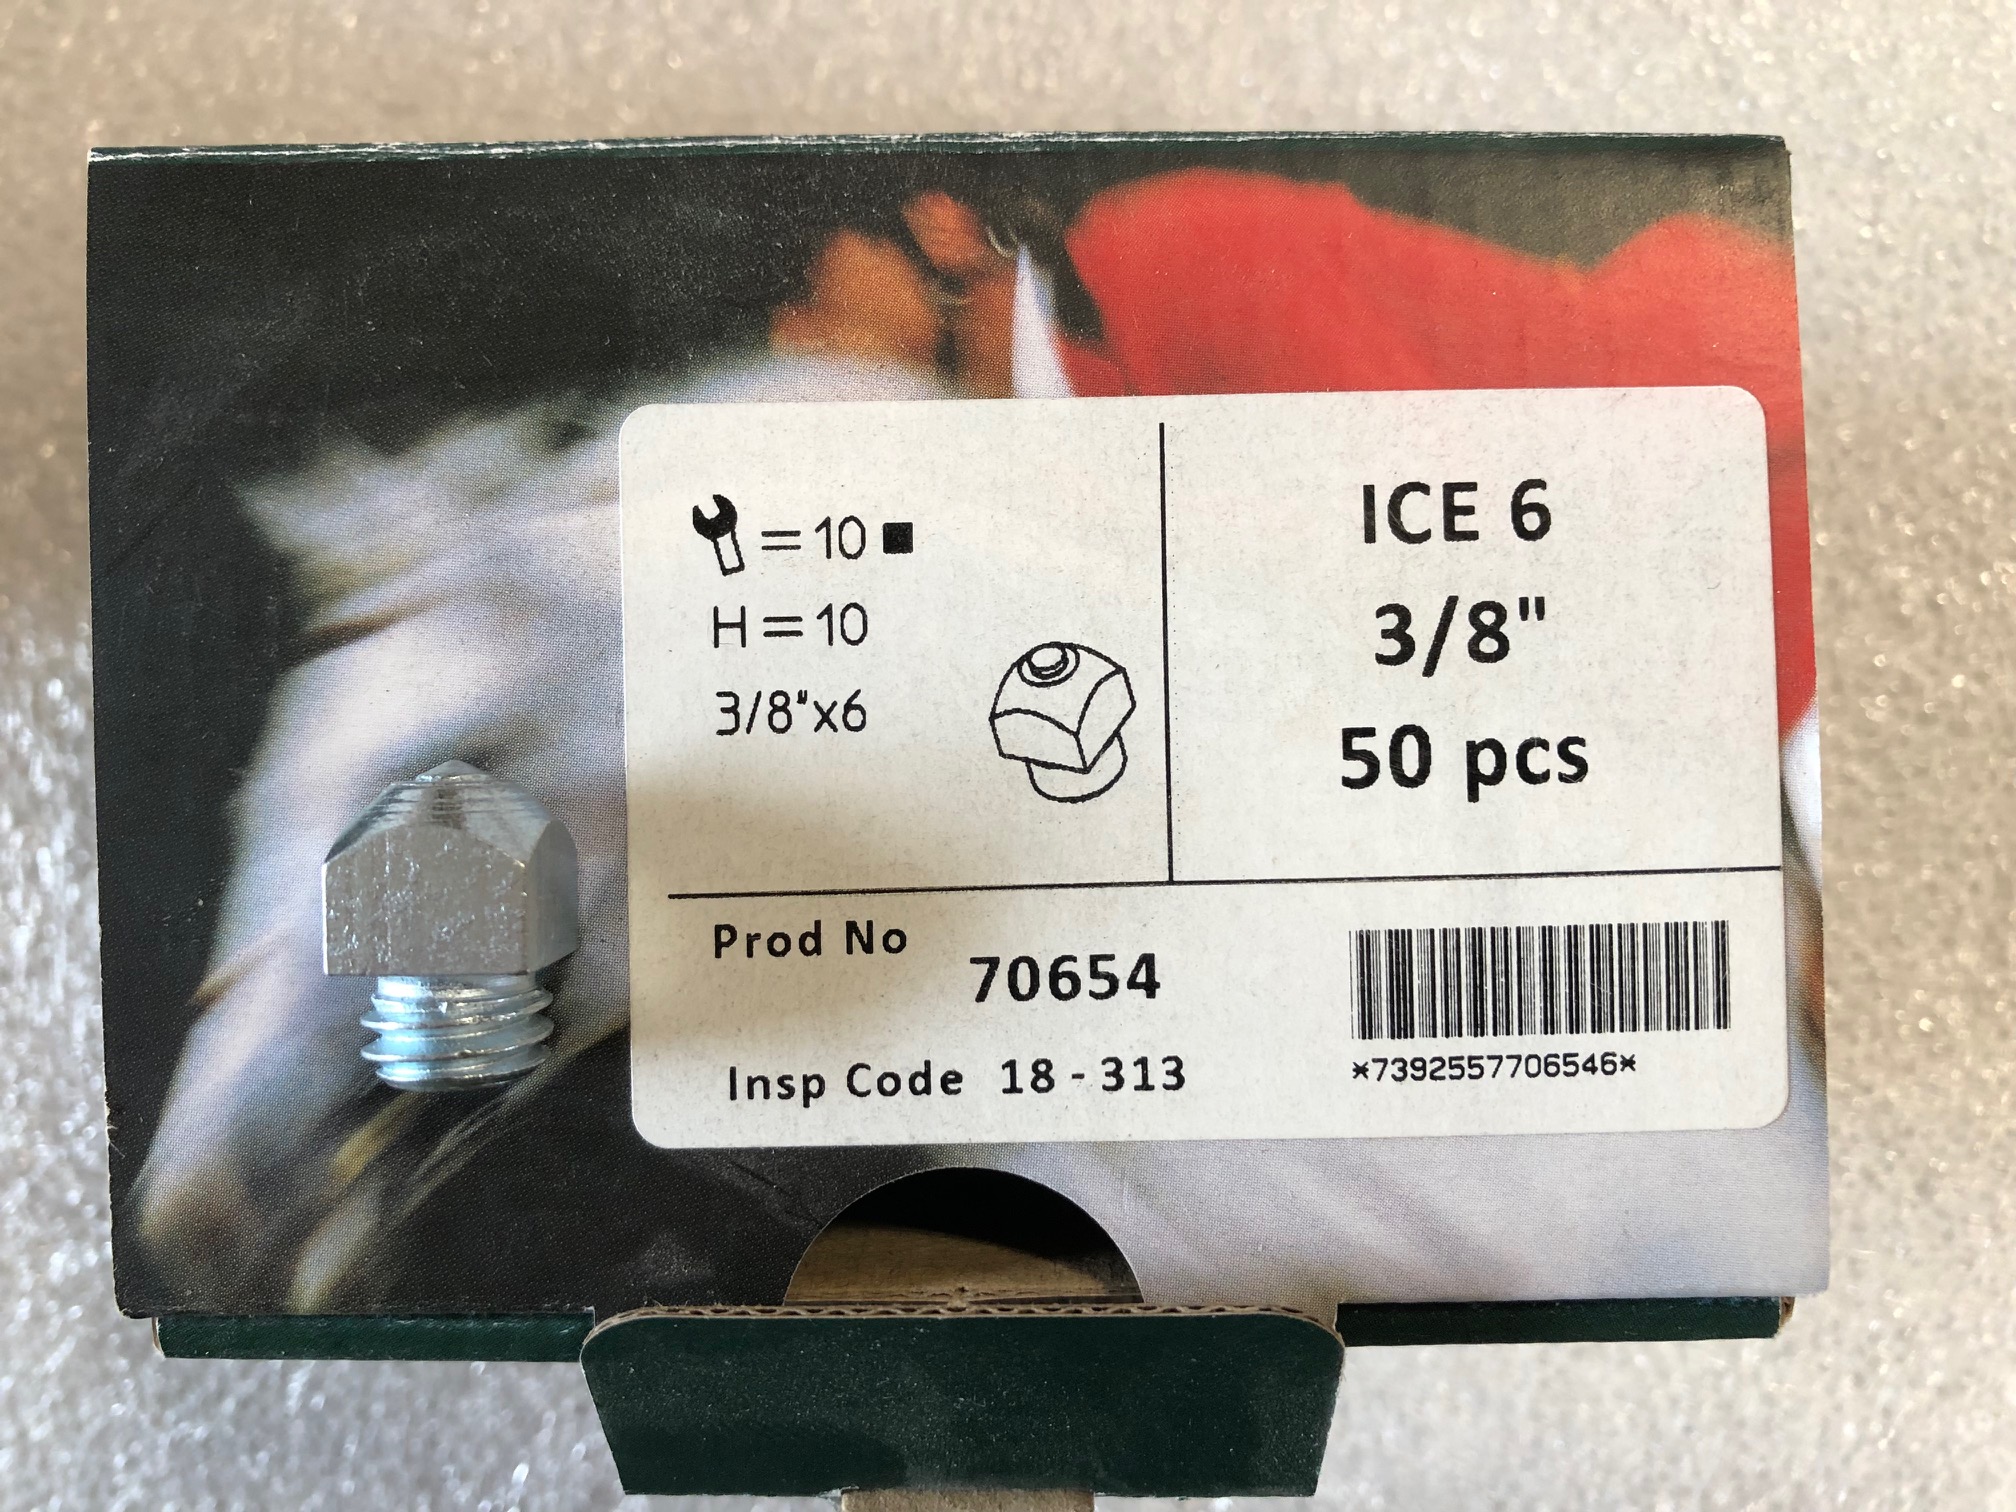 = 10 ■
H = 10
3/8"x6
ICE 6
3/8"
50 pcs
Prod No 70654
Insp Code 18 - 313
*7392557706546*